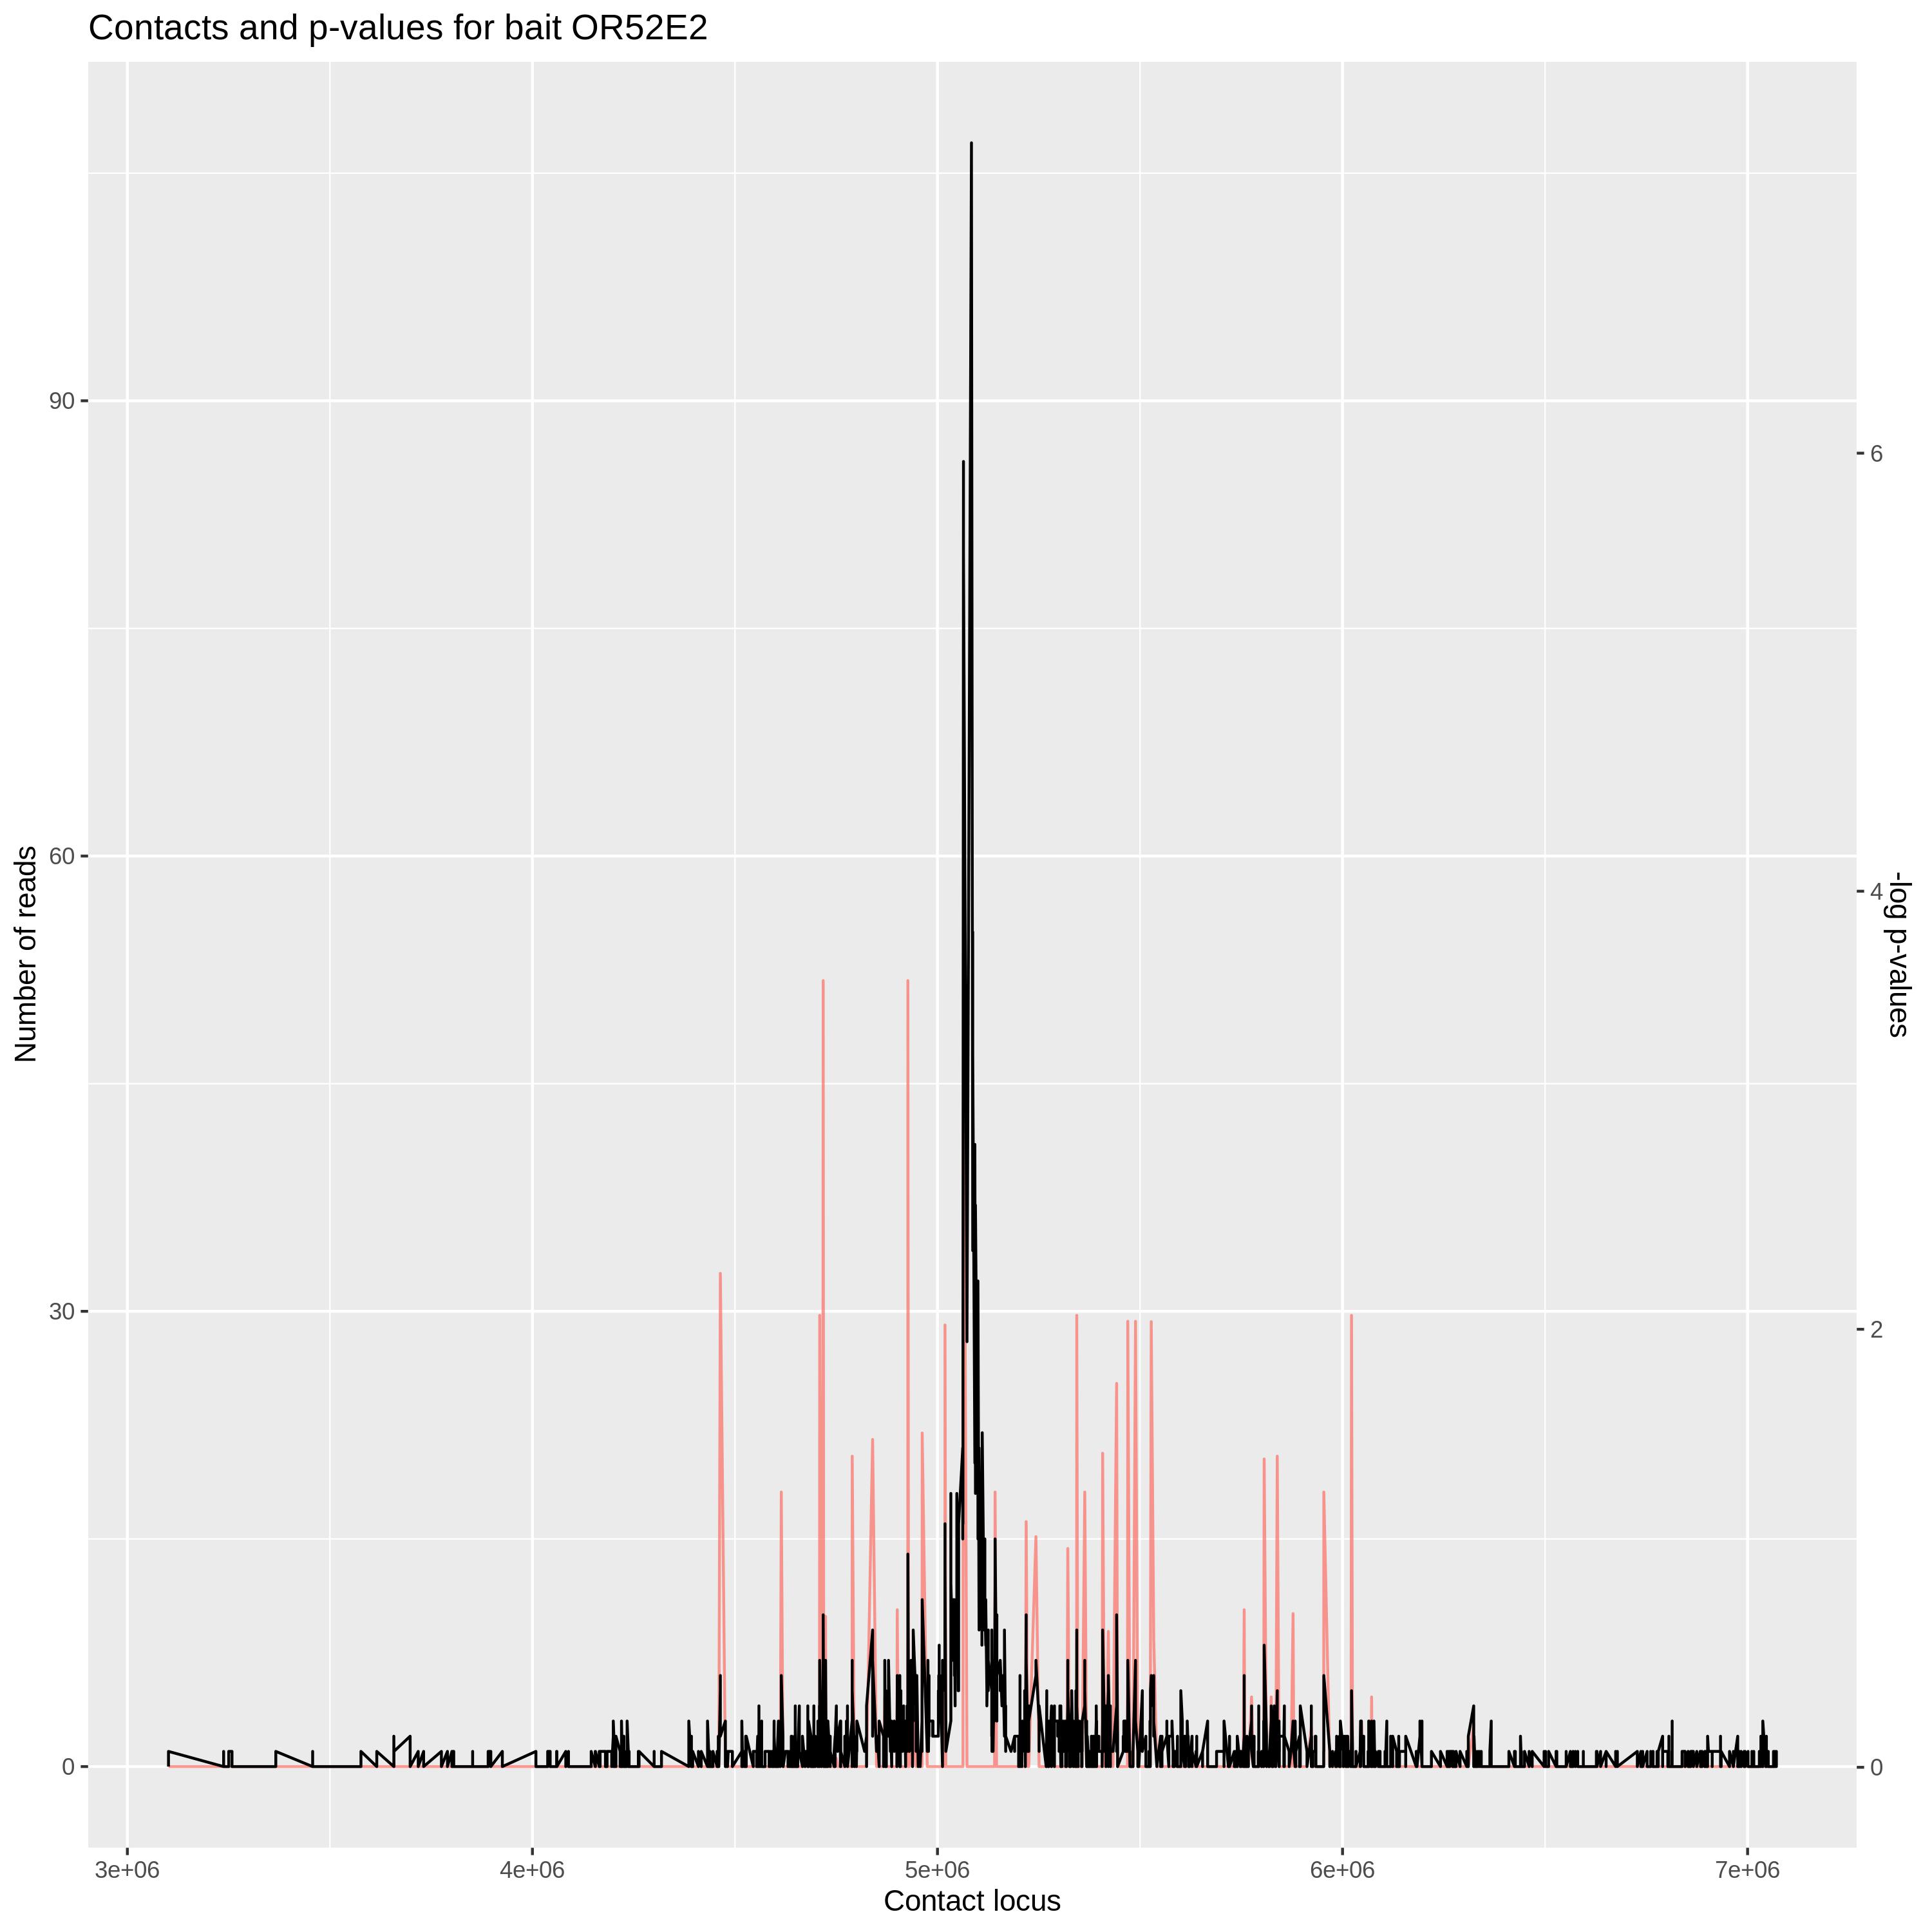 Contacts and p-values for bait OR52E2
90
60
30
0
6
4
2
0
Number of reads
-log p-values
3e+06 4e+06 5e+06 6e+06 7e+06
Contact locus